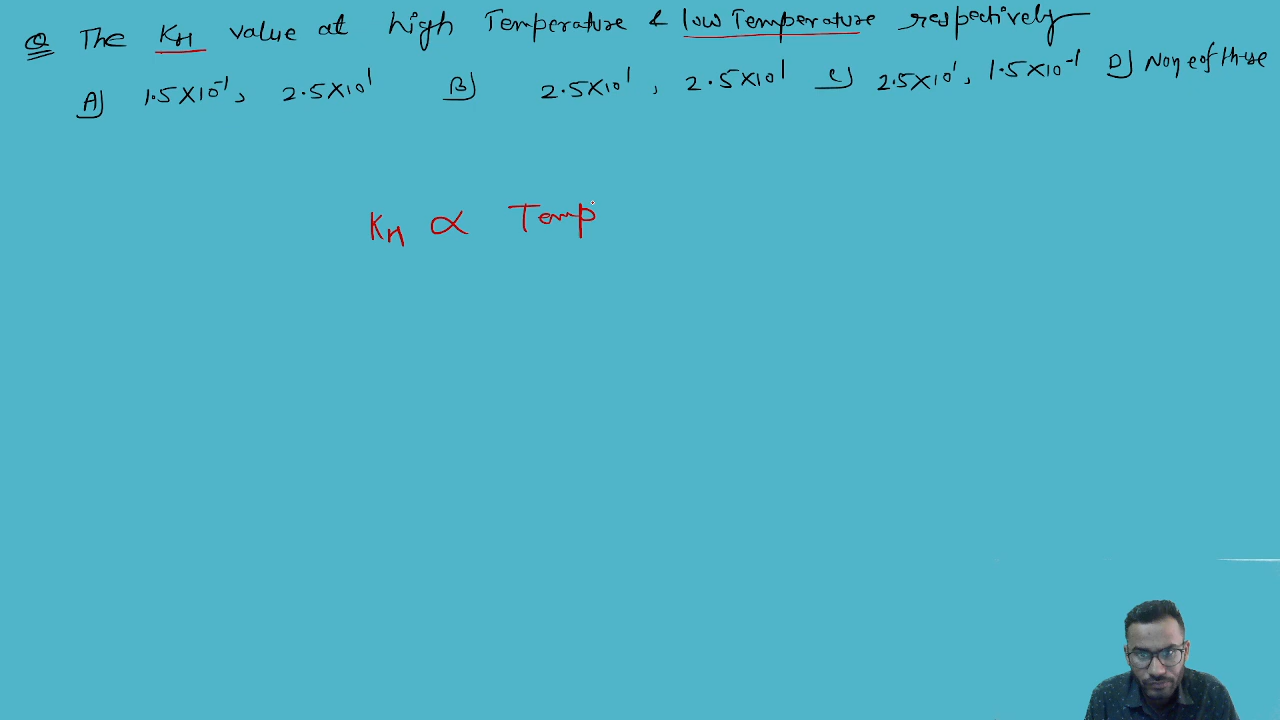 Q The KH value at high Temperature & low Temperature respectively
A) 1.5X10⁻¹, 2.5X10¹ B) 2.5X10¹, 2.5X10¹ C) 2.5X10¹, 1.5X10⁻¹ D) None of these
KH ∝ Temp